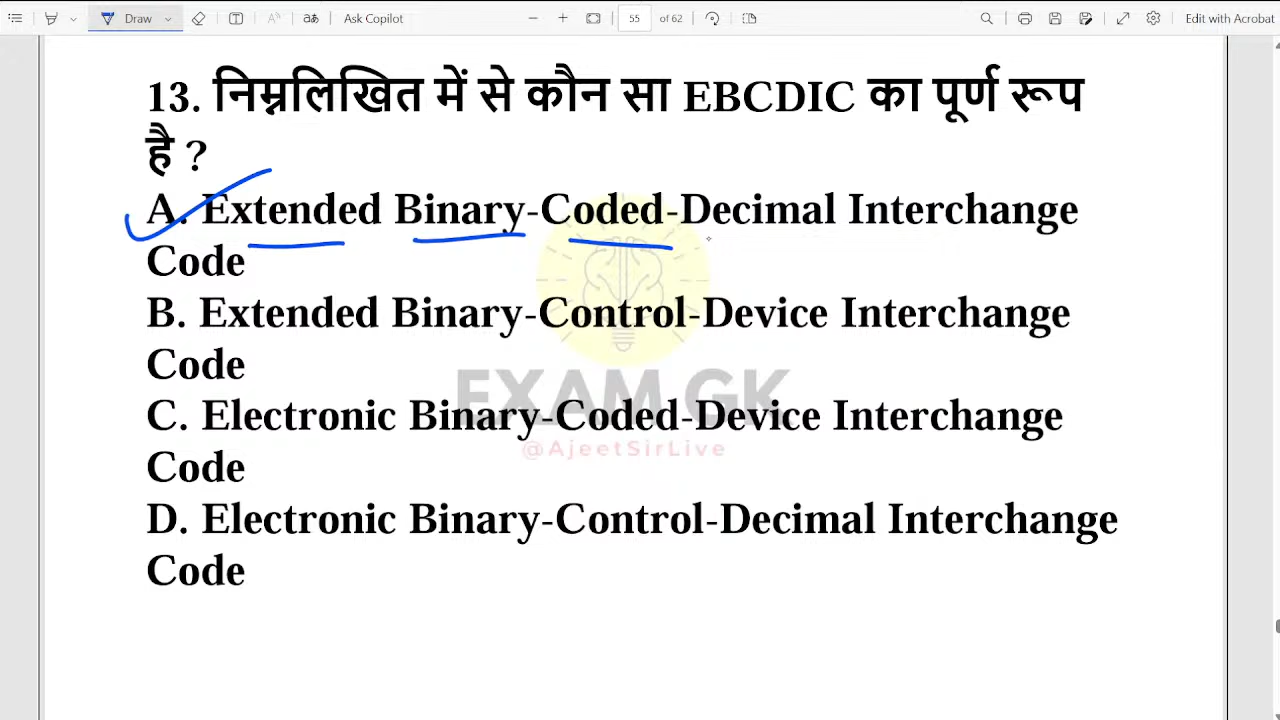 Draw
Ask Copilot
55 of 62
Edit with Acrobat
13. निम्नलिखित में से कौन सा EBCDIC का पूर्ण रूप
है ?
A. Extended Binary-Coded-Decimal Interchange
Code
B. Extended Binary-Control-Device Interchange
Code
C. Electronic Binary-Coded-Device Interchange
Code
D. Electronic Binary-Control-Decimal Interchange
Code
EXAM GK
@AjeetSirLive